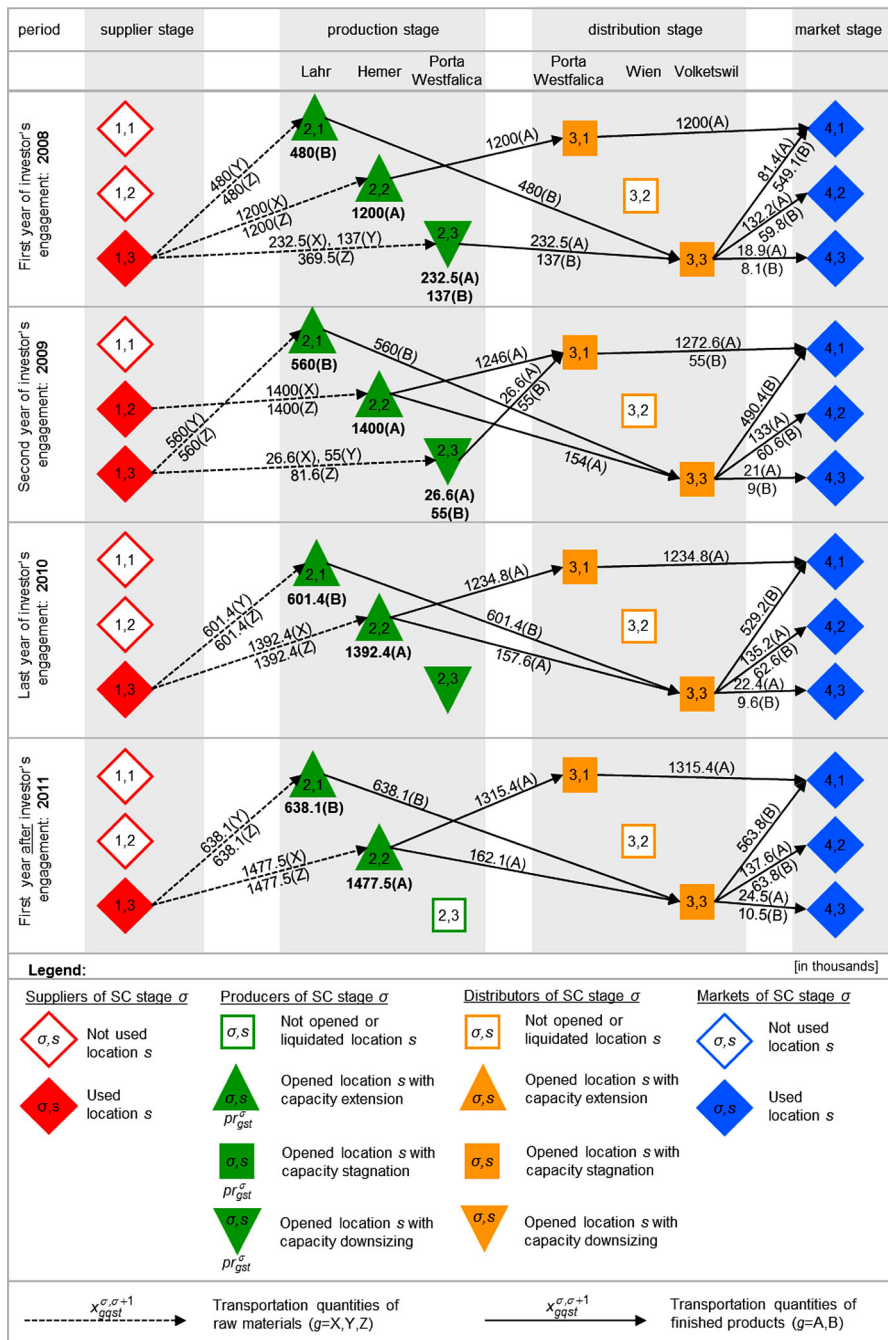 period supplier stage production stage distribution stage market stage
Lahr Hemer Porta Westfalica Porta Westfalica Wien Volketswil
First year of investor's
engagement: 2008
1,1
1,2
1,3
480(Y)
480(Z)
1200(X)
1200(Z)
232.5(X), 137(Y)
369.5(Z)
2,1
480(B)
2,2
1200(A)
2,3
232.5(A)
137(B)
1200(A)
480(B)
232.5(A)
137(B)
3,1
3,2
3,3
1200(A)
81.4(A)
549.1(B)
132.2(A)
59.8(B)
18.9(A)
8.1(B)
4,1
4,2
4,3
Second year of investor's
engagement: 2009
1,1
1,2
1,3
560(Y)
560(Z)
1400(X)
1400(Z)
26.6(X), 55(Y)
81.6(Z)
2,1
560(B)
2,2
1400(A)
2,3
26.6(A)
55(B)
560(B)
1246(A)
26.6(A)
55(B)
154(A)
3,1
3,2
3,3
1272.6(A)
55(B)
490.4(B)
133(A)
60.6(B)
21(A)
9(B)
4,1
4,2
4,3
Last year of investor's
engagement: 2010
1,1
1,2
1,3
601.4(Y)
601.4(Z)
1392.4(X)
1392.4(Z)
2,1
601.4(B)
2,2
1392.4(A)
2,3
1234.8(A)
601.4(B)
157.6(A)
3,1
3,2
3,3
1234.8(A)
529.2(B)
135.2(A)
62.6(B)
22.4(A)
9.6(B)
4,1
4,2
4,3
First year after investor's
engagement: 2011
1,1
1,2
1,3
638.1(Y)
638.1(Z)
1477.5(X)
1477.5(Z)
2,1
638.1(B)
2,2
1477.5(A)
2,3
638.1(B)
1315.4(A)
162.1(A)
3,1
3,2
3,3
1315.4(A)
563.8(B)
137.6(A)
63.8(B)
24.5(A)
10.5(B)
4,1
4,2
4,3
Legend: [in thousands]
Suppliers of SC stage σ
σ,s Not used
location s
σ,s Used
location s
Producers of SC stage σ
σ,s Not opened or
liquidated location s
σ,s Opened location s with
capacity extension
pr_gst^σ
σ,s Opened location s with
capacity stagnation
pr_gst^σ
σ,s Opened location s with
capacity downsizing
pr_gst^σ
Distributors of SC stage σ
σ,s Not opened or
liquidated location s
σ,s Opened location s with
capacity extension
σ,s Opened location s with
capacity stagnation
σ,s Opened location s with
capacity downsizing
Markets of SC stage σ
σ,s Not used
location s
σ,s Used
location s
x_gqst^σ,σ+1 Transportation quantities of
raw materials (g=X,Y,Z)
x_gqst^σ,σ+1 Transportation quantities of
finished products (g=A,B)